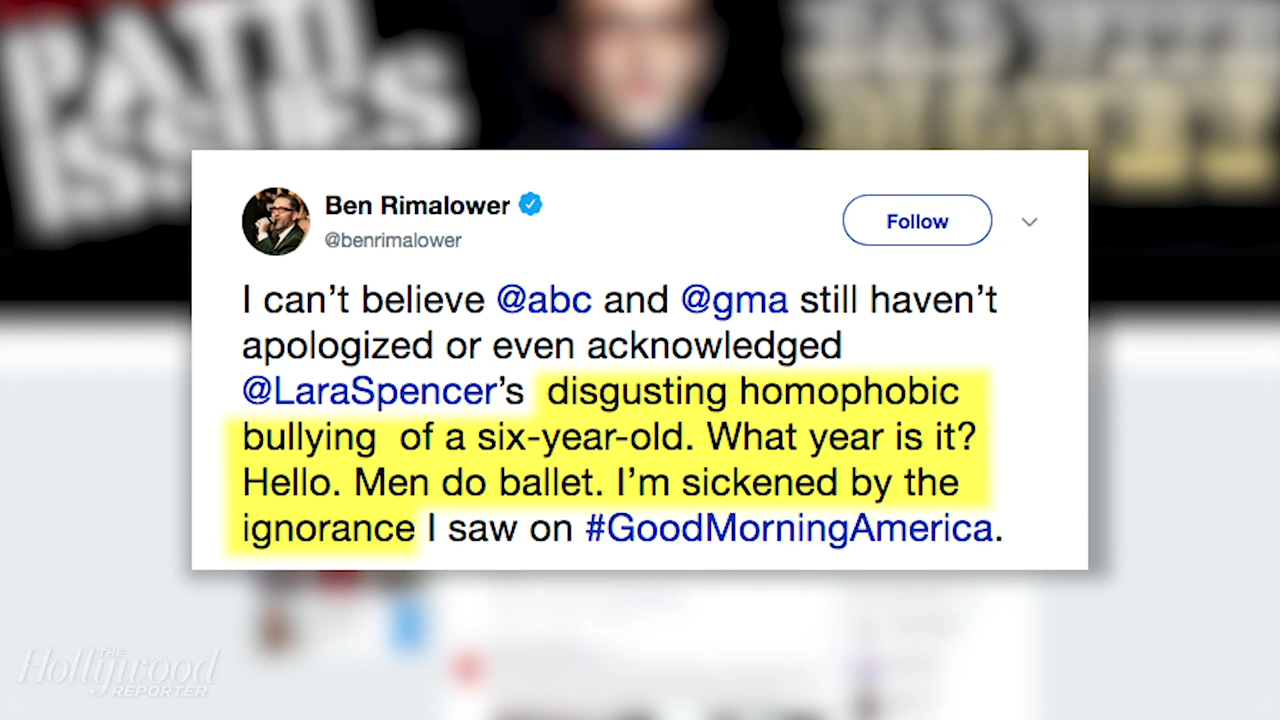 PATTI
ISSUES
Ben Rimalower
@benrimalower
Follow
I can’t believe @abc and @gma still haven’t
apologized or even acknowledged
@LaraSpencer’s disgusting homophobic
bullying of a six-year-old. What year is it?
Hello. Men do ballet. I’m sickened by the
ignorance I saw on #GoodMorningAmerica.
THE
Hollywood
REPORTER